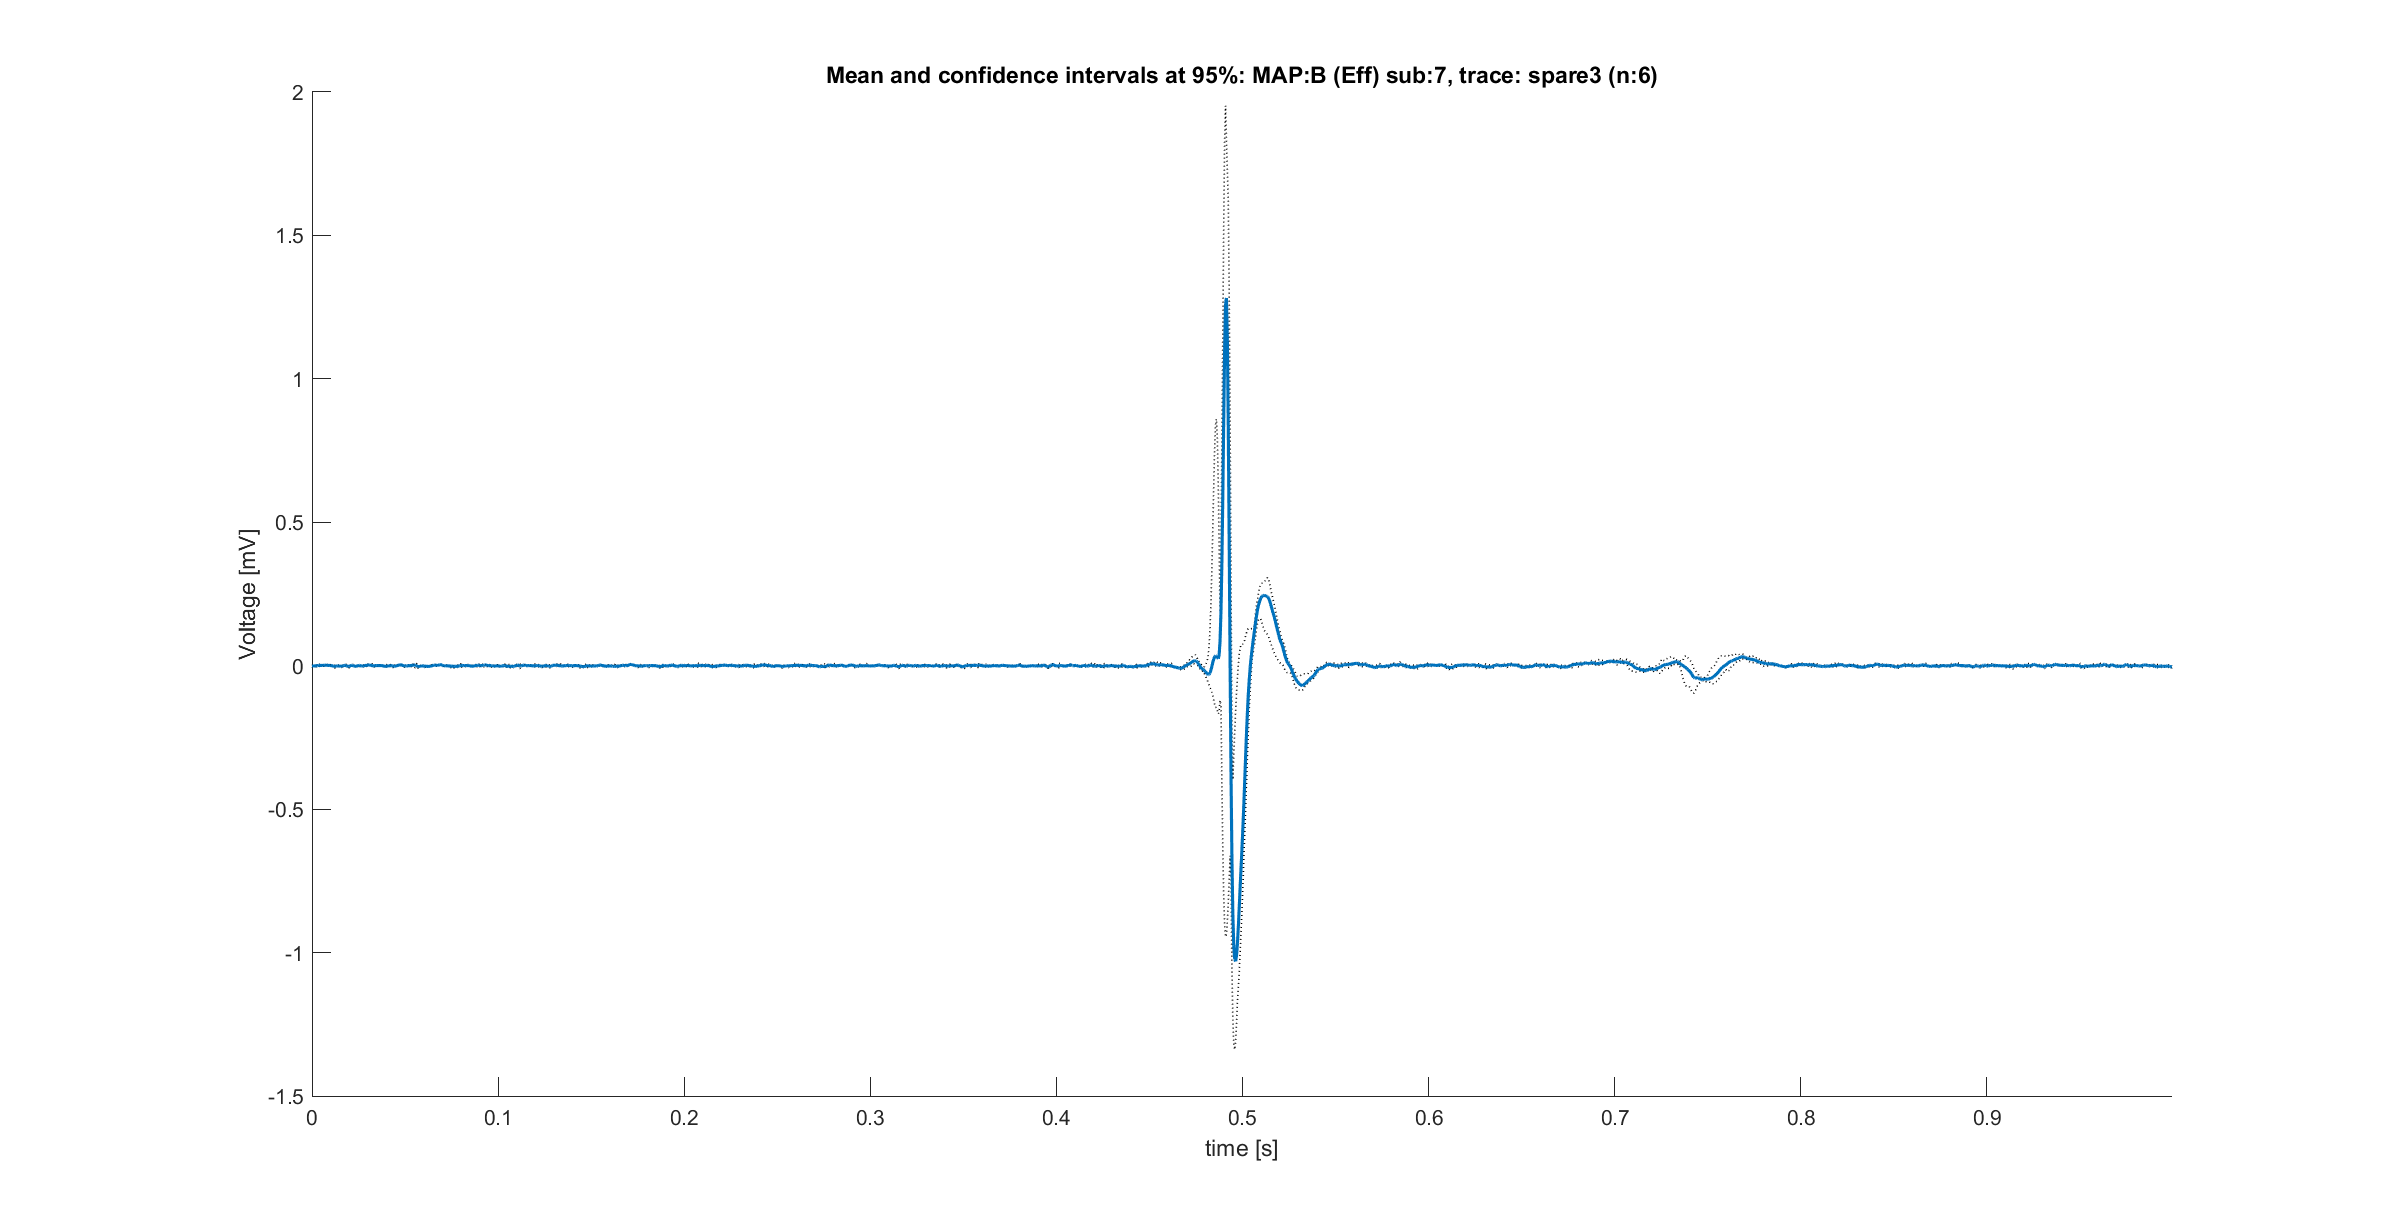 Mean and confidence intervals at 95%: MAP:B (Eff) sub:7, trace: spare3 (n:6)
2
1.5
1
0.5
0
-0.5
-1
-1.5
Voltage [mV]
0 0.1 0.2 0.3 0.4 0.5 0.6 0.7 0.8 0.9
time [s]